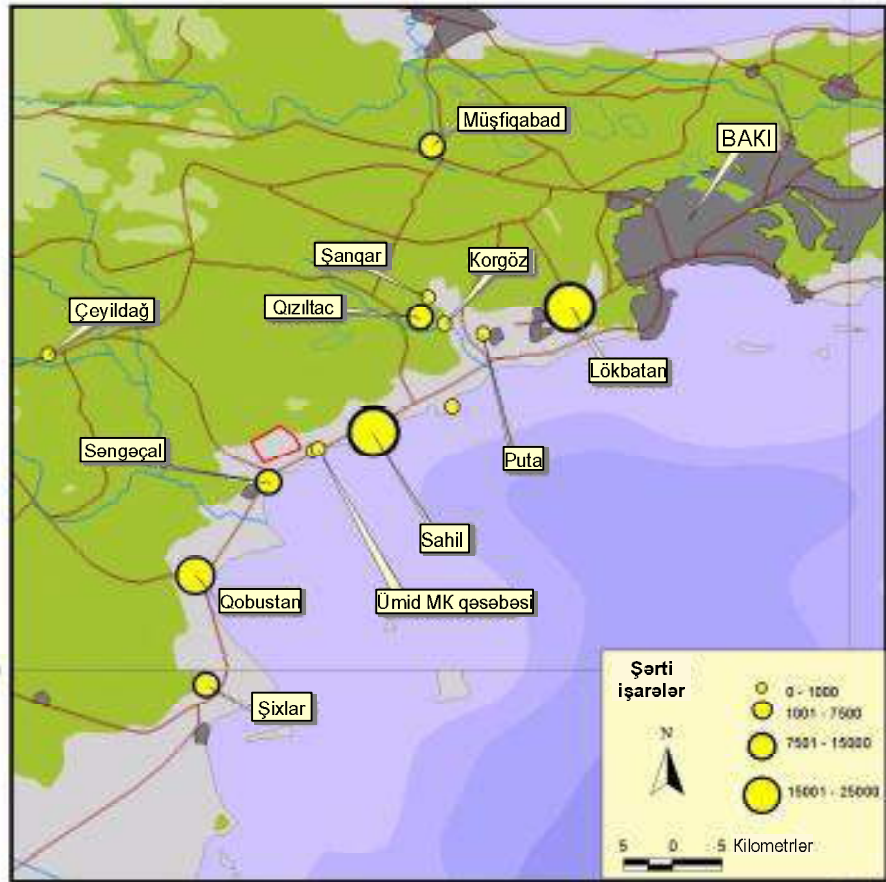 Müşfiqabad
BAKI
Şanqar
Korgöz
Qızıltac
Çeyildağ
Lökbatan
Səngəçal
Puta
Sahil
Qobustan
Ümid MK qəsəbəsi
Şixlar
Şərti
işarələr
0 - 1000
1001 - 7500
7501 - 15000
15001 - 25000
N
5 0 5 Kilometrlər